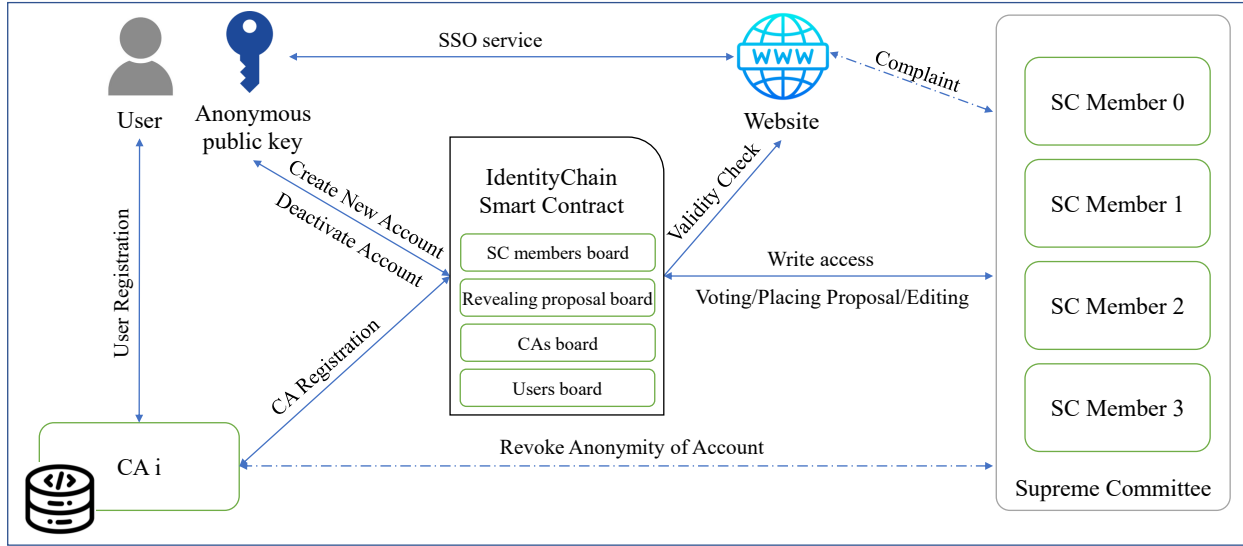 SSO service
WWW
Complaint
User
Anonymous
public key
Website
SC Member 0
SC Member 1
SC Member 2
SC Member 3
Supreme Committee
Create New Account
Deactivate Account
IdentityChain
Smart Contract
SC members board
Revealing proposal board
CAs board
Users board
Validity Check
Write access
Voting/Placing Proposal/Editing
User Registration
CA Registration
CA i
</>
Revoke Anonymity of Account